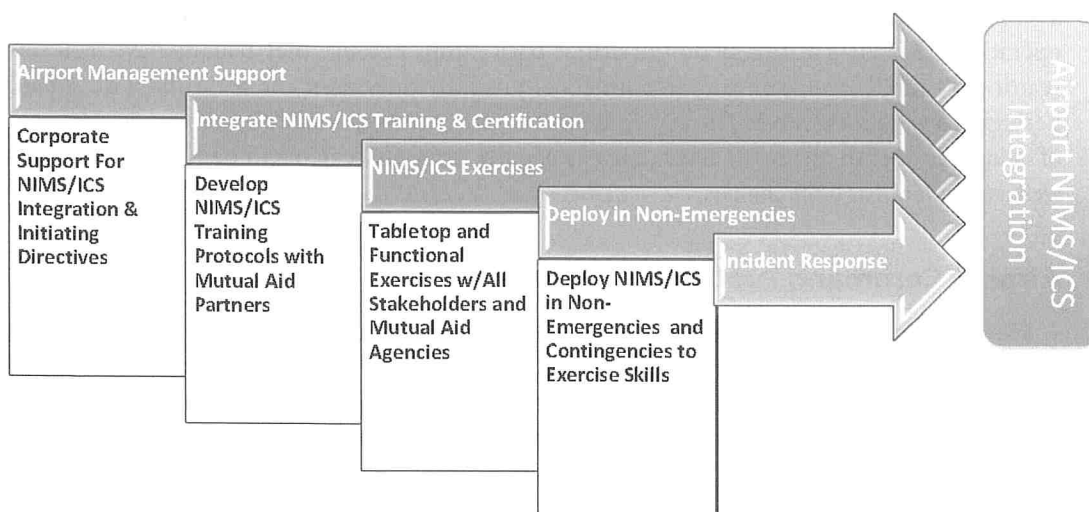 Airport Management Support
Corporate
Support For
NIMS/ICS
Integration &
Initiating
Directives
Integrate NIMS/ICS Training & Certification
Develop
NIMS/ICS
Training
Protocols with
Mutual Aid
Partners
NIMS/ICS Exercises
Tabletop and
Functional
Exercises w/All
Stakeholders and
Mutual Aid
Agencies
Deploy in Non-Emergencies
Deploy NIMS/ICS
in Non-
Emergencies and
Contingencies to
Exercise Skills
Incident Response
Airport NIMS/ICS
Integration